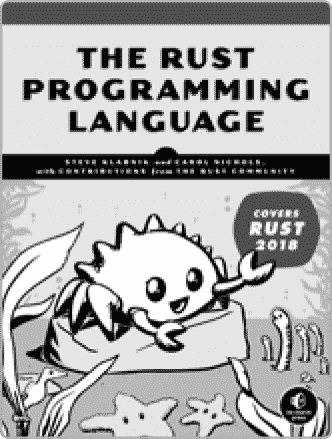 THE RUST
PROGRAMMING
LANGUAGE
STEVE KLABNIK and CAROL NICHOLS,
with CONTRIBUTIONS from THE RUST COMMUNITY
COVERS
RUST
2018